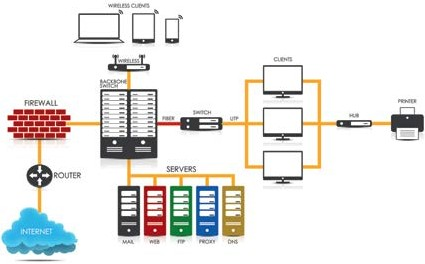 WIRELESS CLIENTS
WIRELESS
BACKBONE
SWITCH
CLIENTS
FIREWALL
FIBER
SWITCH
UTP
HUB
PRINTER
ROUTER
SERVERS
INTERNET
MAIL
WEB
FTP
PROXY
DNS